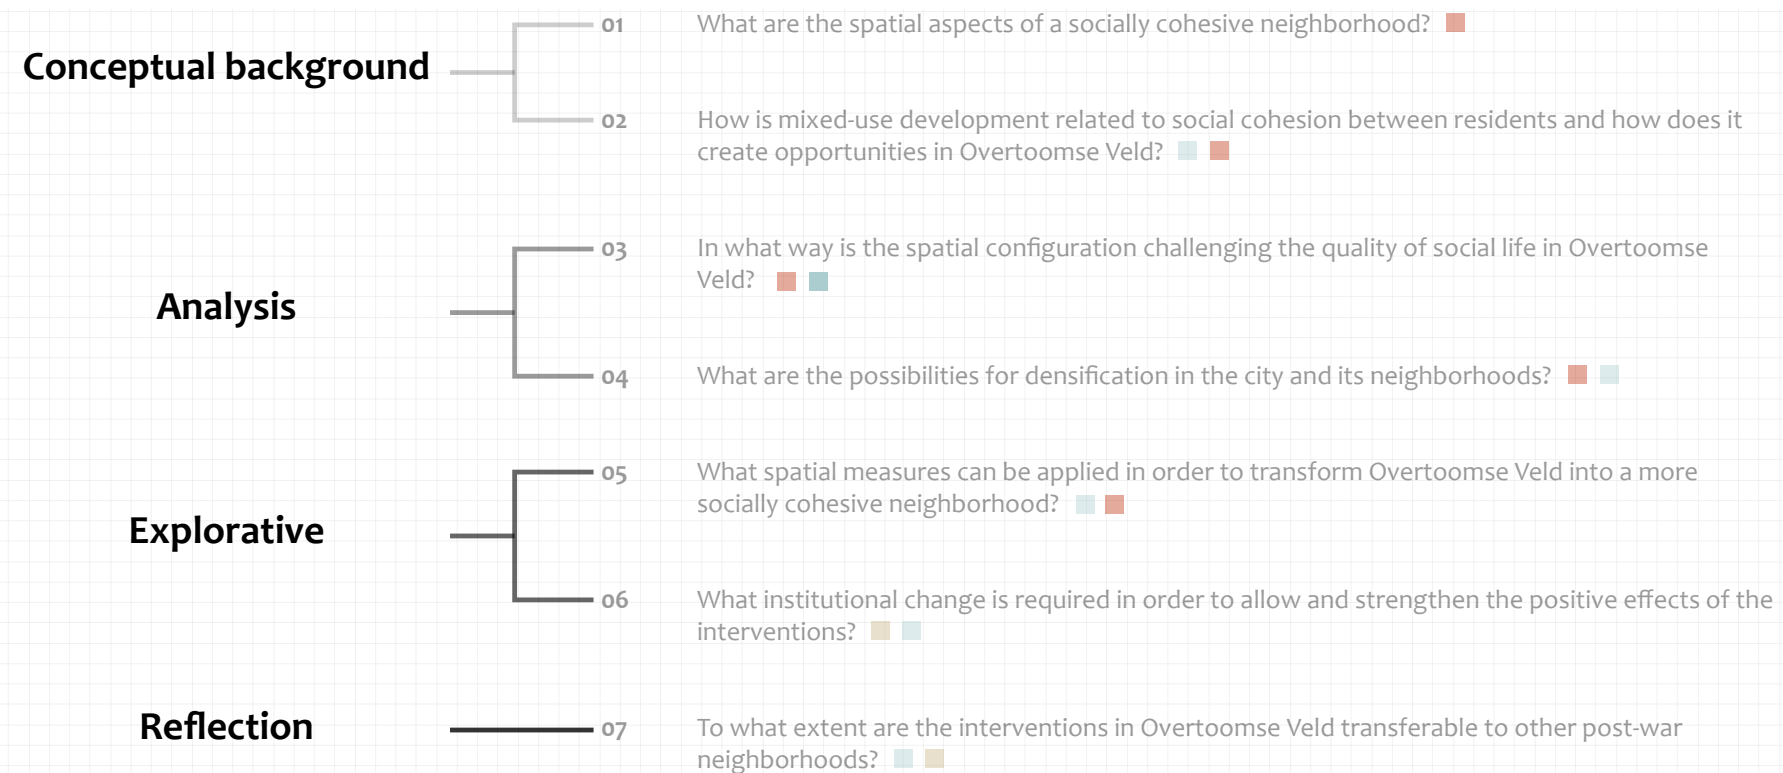 Conceptual background
01 What are the spatial aspects of a socially cohesive neighborhood?
02 How is mixed-use development related to social cohesion between residents and how does it
create opportunities in Overtoomse Veld?
Analysis
03 In what way is the spatial configuration challenging the quality of social life in Overtoomse
Veld?
04 What are the possibilities for densification in the city and its neighborhoods?
Explorative
05 What spatial measures can be applied in order to transform Overtoomse Veld into a more
socially cohesive neighborhood?
06 What institutional change is required in order to allow and strengthen the positive effects of the
interventions?
Reflection
07 To what extent are the interventions in Overtoomse Veld transferable to other post-war
neighborhoods?